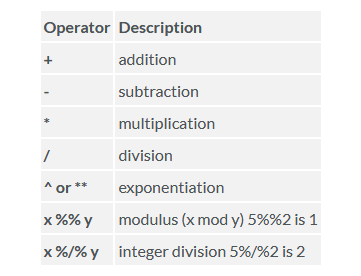 Operator Description
+ addition
- subtraction
* multiplication
/ division
^ or ** exponentiation
x %% y modulus (x mod y) 5%%2 is 1
x %/% y integer division 5%/%2 is 2